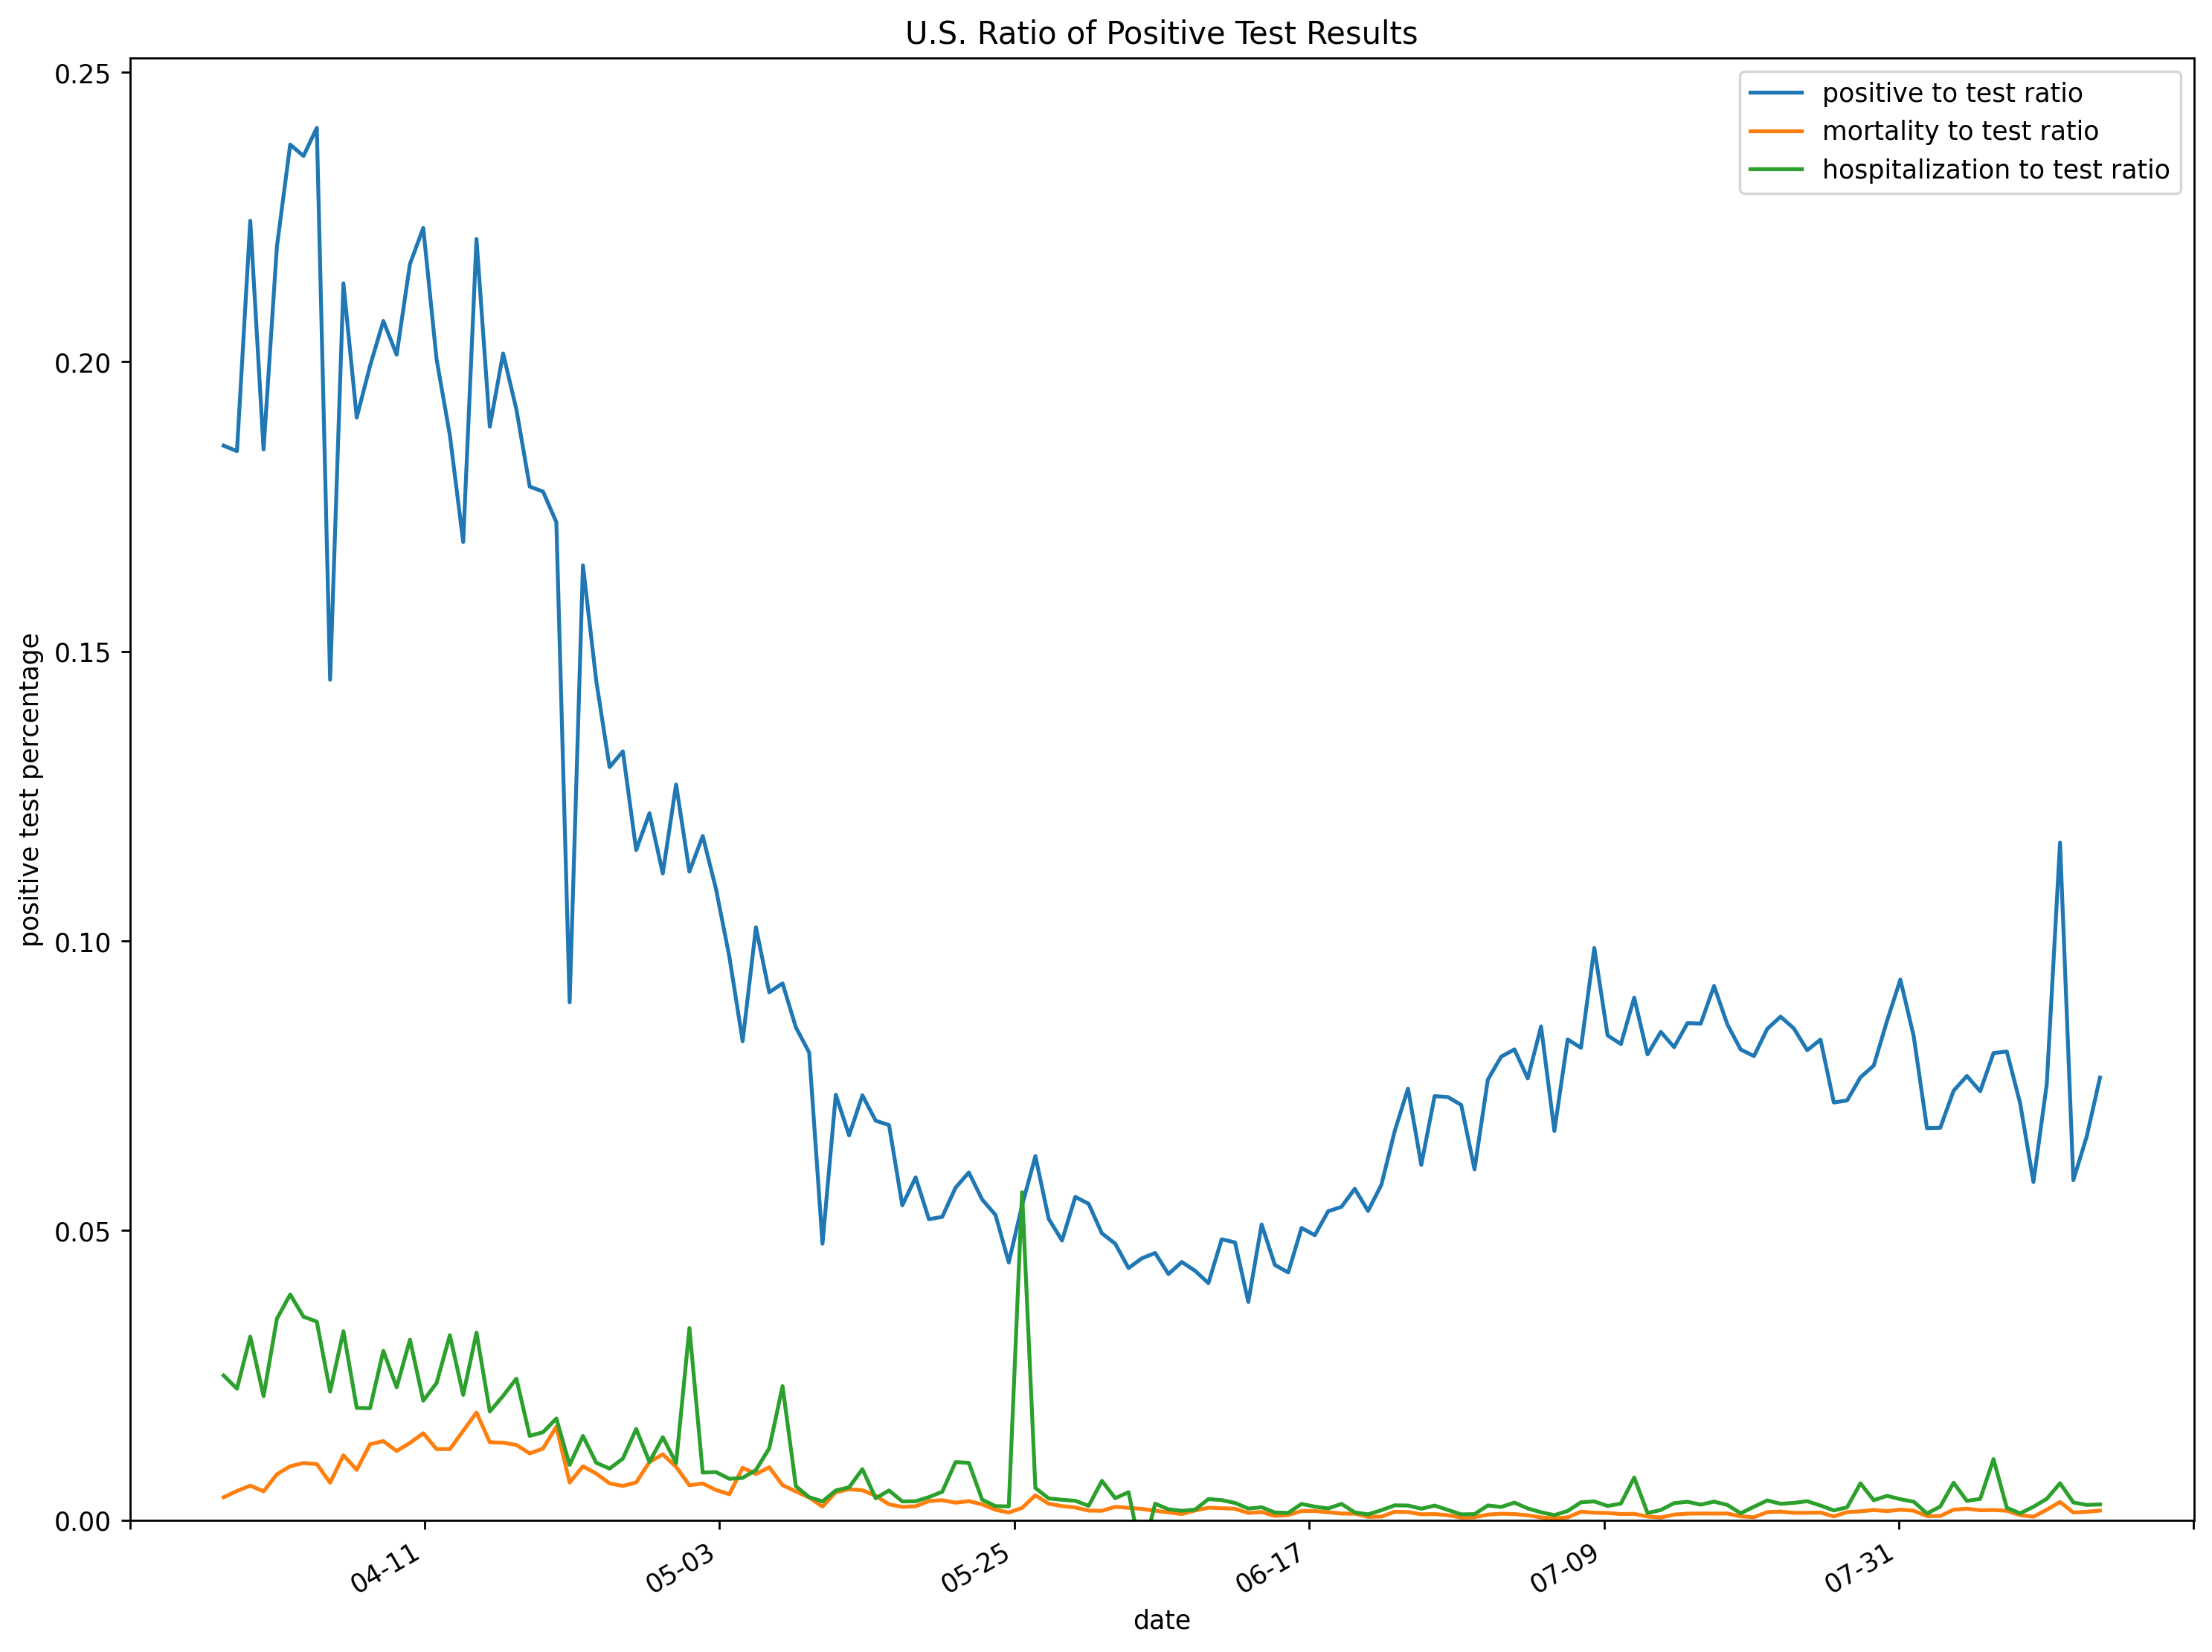 U.S. Ratio of Positive Test Results
positive to test ratio
mortality to test ratio
hospitalization to test ratio
positive test percentage
0.25
0.20
0.15
0.10
0.05
0.00
04-11
05-03
05-25
06-17
07-09
07-31
date